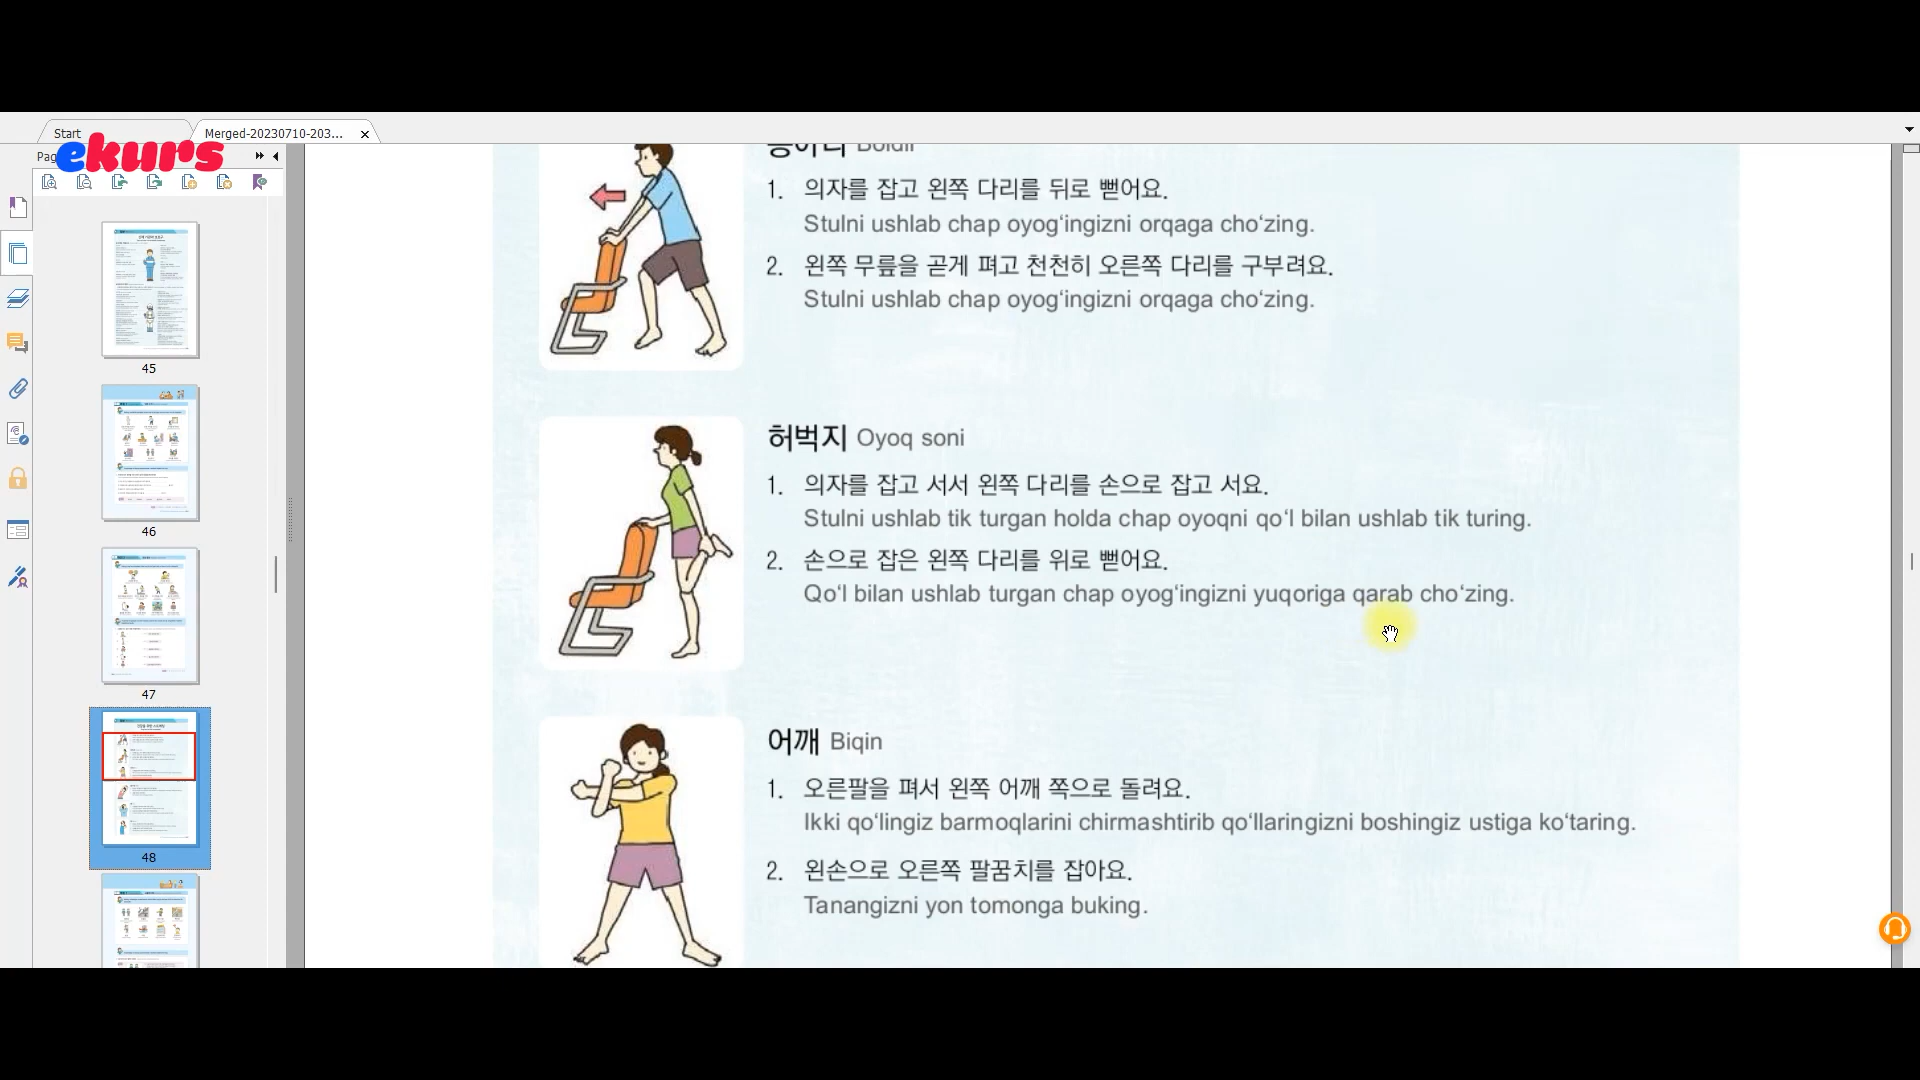 Start
Merged-20230710-203...
ekurs
1. 의자를 잡고 왼쪽 다리를 뒤로 뻗어요.
Stulni ushlab chap oyog‘ingizni orqaga cho‘zing.
2. 왼쪽 무릎을 곧게 펴고 천천히 오른쪽 다리를 구부려요.
Stulni ushlab chap oyog‘ingizni orqaga cho‘zing.
허벅지 Oyoq soni
1. 의자를 잡고 서서 왼쪽 다리를 손으로 잡고 서요.
Stulni ushlab tik turgan holda chap oyoqni qo‘l bilan ushlab tik turing.
2. 손으로 잡은 왼쪽 다리를 위로 뻗어요.
Qo‘l bilan ushlab turgan chap oyog‘ingizni yuqoriga qarab cho‘zing.
어깨 Biqin
1. 오른팔을 펴서 왼쪽 어깨 쪽으로 돌려요.
Ikki qo‘lingiz barmoqlarini chirmashtirib qo‘llaringizni boshingiz ustiga ko‘taring.
2. 왼손으로 오른쪽 팔꿈치를 잡아요.
Tanangizni yon tomonga buking.
45
46
47
48